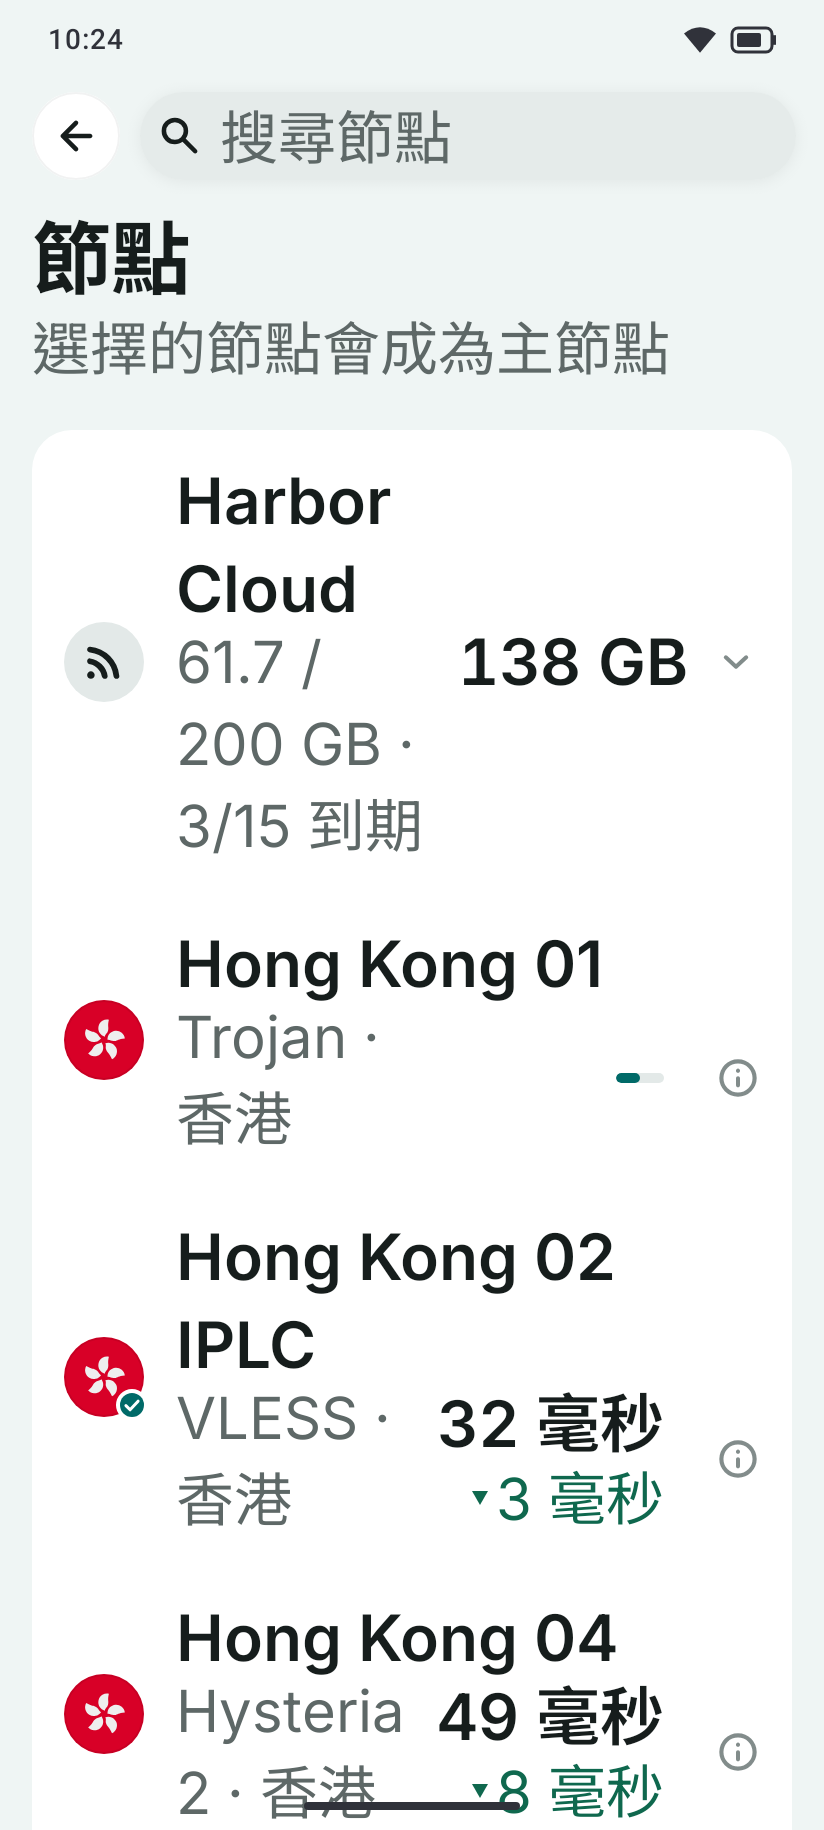 10:24
搜尋節點
節點
選擇的節點會成為主節點
Harbor
Cloud
61.7 /
200 GB ·
3/15 到期
138 GB
Hong Kong 01
Trojan ·
香港
Hong Kong 02
IPLC
VLESS ·
香港
32 毫秒
▼3 毫秒
Hong Kong 04
Hysteria
2 · 香港
49 毫秒
▼8 毫秒